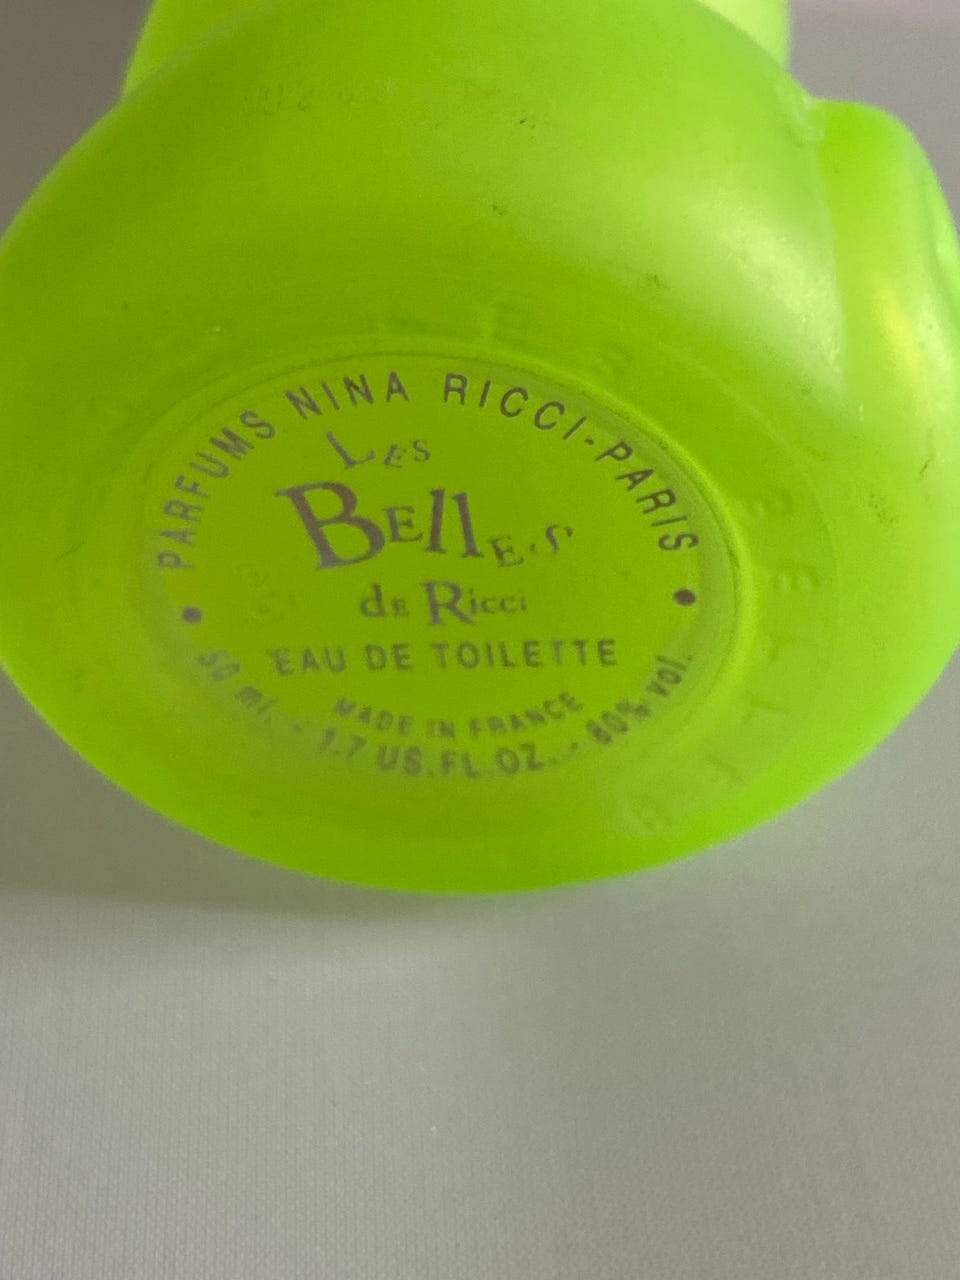 PARFUMS NINA RICCI-PARIS
LES
BEllES
de Ricci
EAU DE TOILETTE
MADE IN FRANCE
50 ml. - 1.7 US.FL.OZ. - 80% vol.